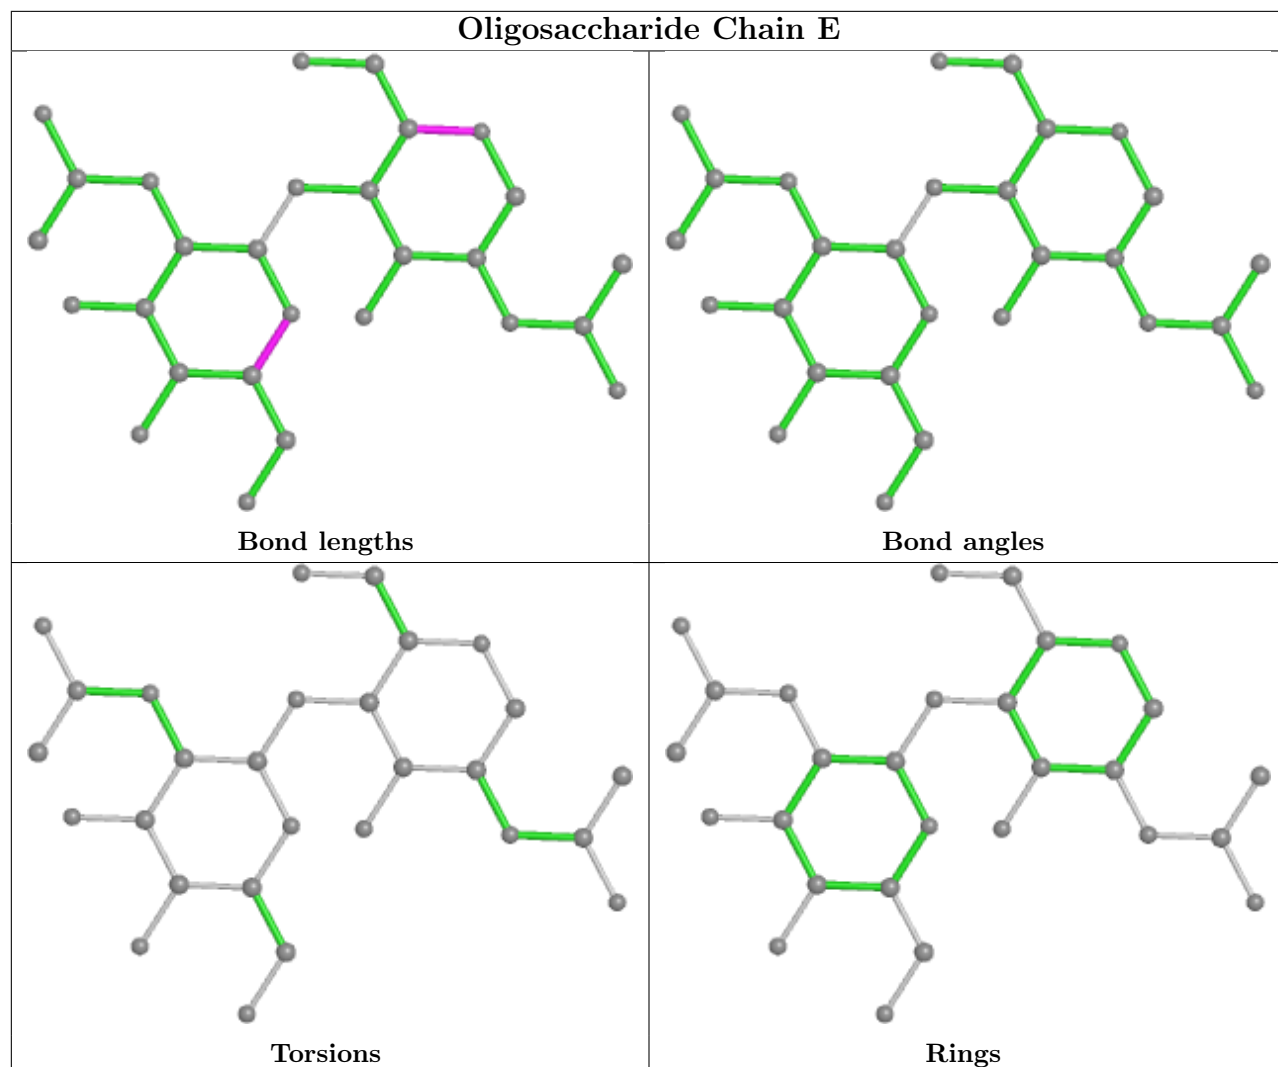 Oligosaccharide Chain E
Bond lengths
Bond angles
Torsions
Rings